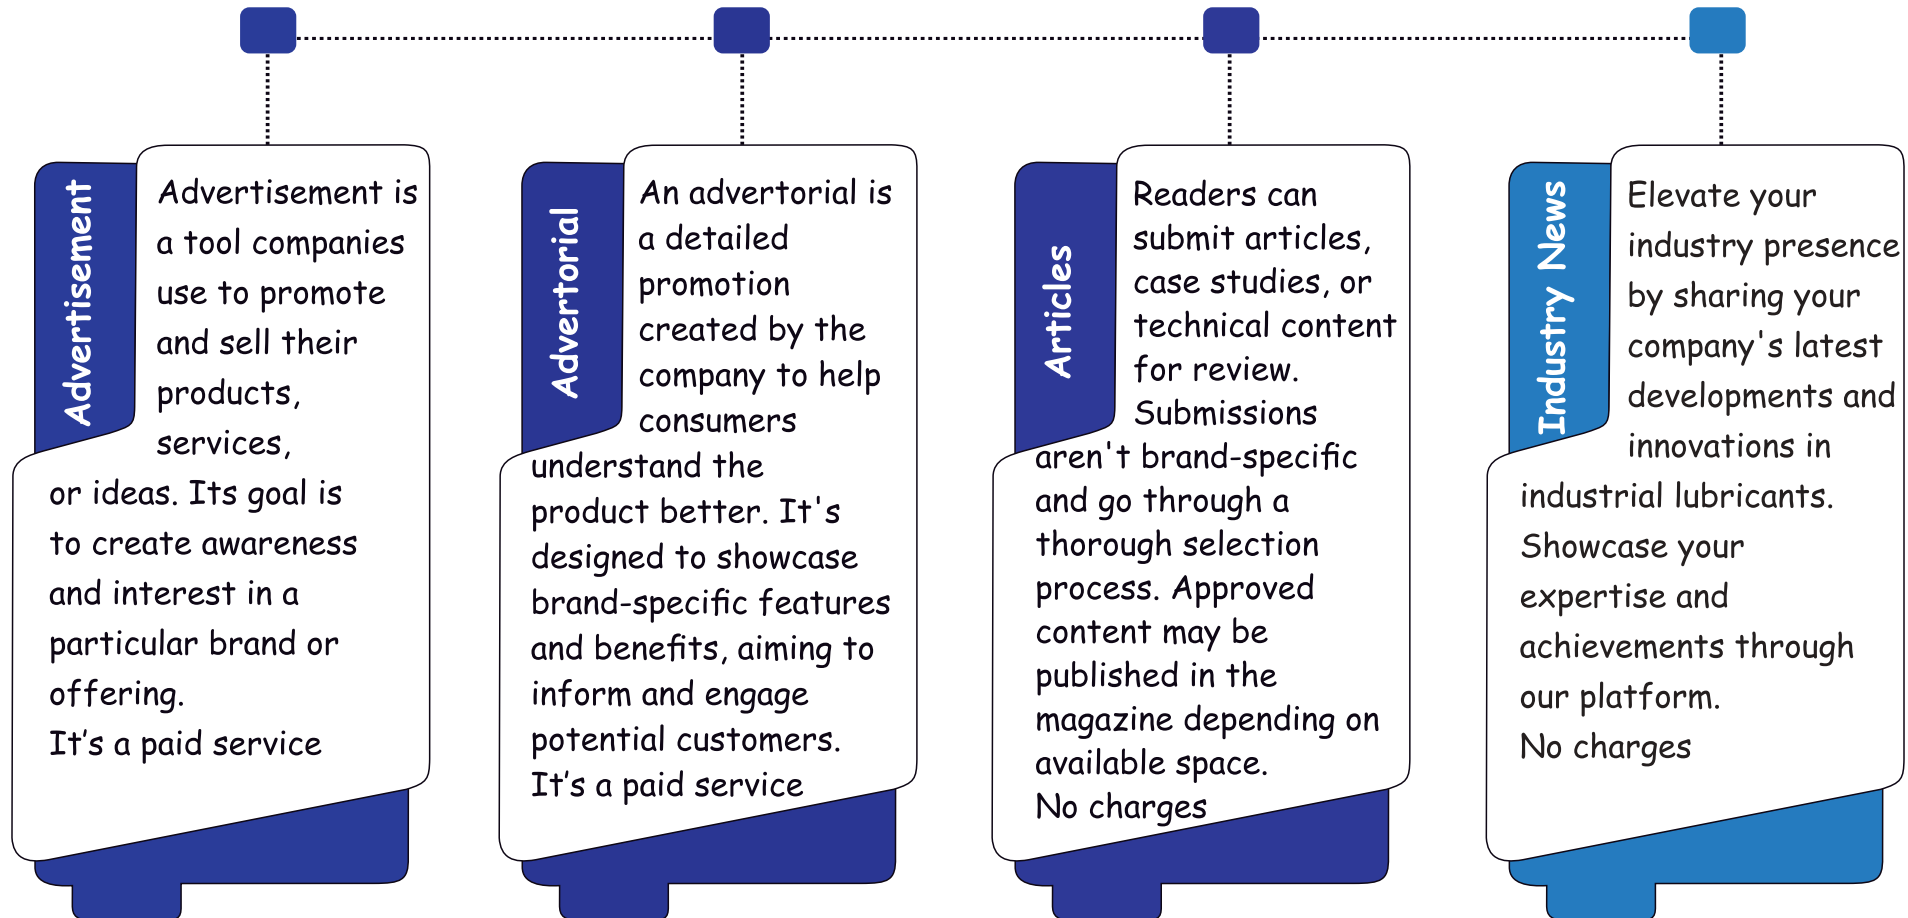 Advertisement
Advertisement is
a tool companies
use to promote
and sell their
products,
services,
or ideas. Its goal is
to create awareness
and interest in a
particular brand or
offering.
It’s a paid service
Advertorial
An advertorial is
a detailed
promotion
created by the
company to help
consumers
understand the
product better. It's
designed to showcase
brand-specific features
and benefits, aiming to
inform and engage
potential customers.
It’s a paid service
Articles
Readers can
submit articles,
case studies, or
technical content
for review.
Submissions
aren't brand-specific
and go through a
thorough selection
process. Approved
content may be
published in the
magazine depending on
available space.
No charges
Industry News
Elevate your
industry presence
by sharing your
company's latest
developments and
innovations in
industrial lubricants.
Showcase your
expertise and
achievements through
our platform.
No charges